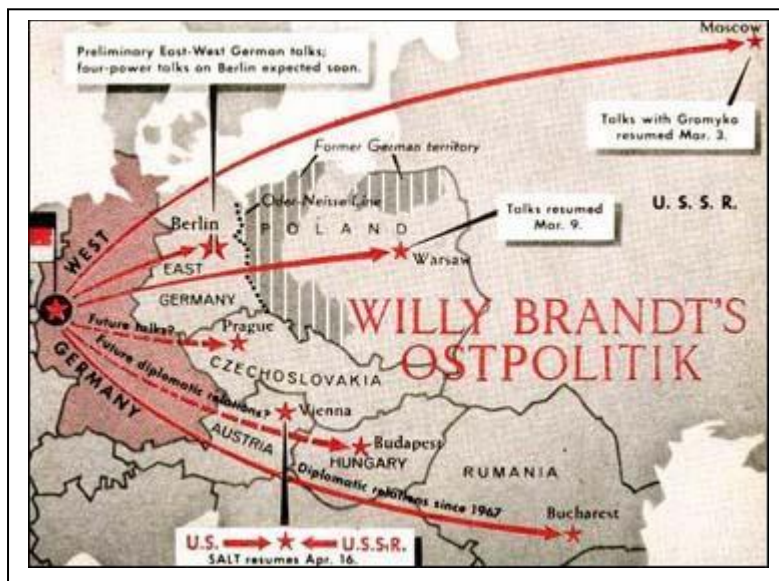 Moscow
Preliminary East-West German talks;
four-power talks on Berlin expected soon.
Talks with Gromyko
resumed Mar. 3.
Former German territory
Oder-Neisse Line
Talks resumed
Mar. 9.
U. S. S. R.
Berlin
POLAND
WEST
EAST
GERMANY
Warsaw
WILLY BRANDT'S
OSTPOLITIK
Future talks?
Prague
GERMANY
Future diplomatic relations?
CZECHOSLOVAKIA
Vienna
AUSTRIA
Budapest
HUNGARY
RUMANIA
Diplomatic relations since 1967
Bucharest
U.S. U.S.S.R.
SALT resumes Apr. 16.